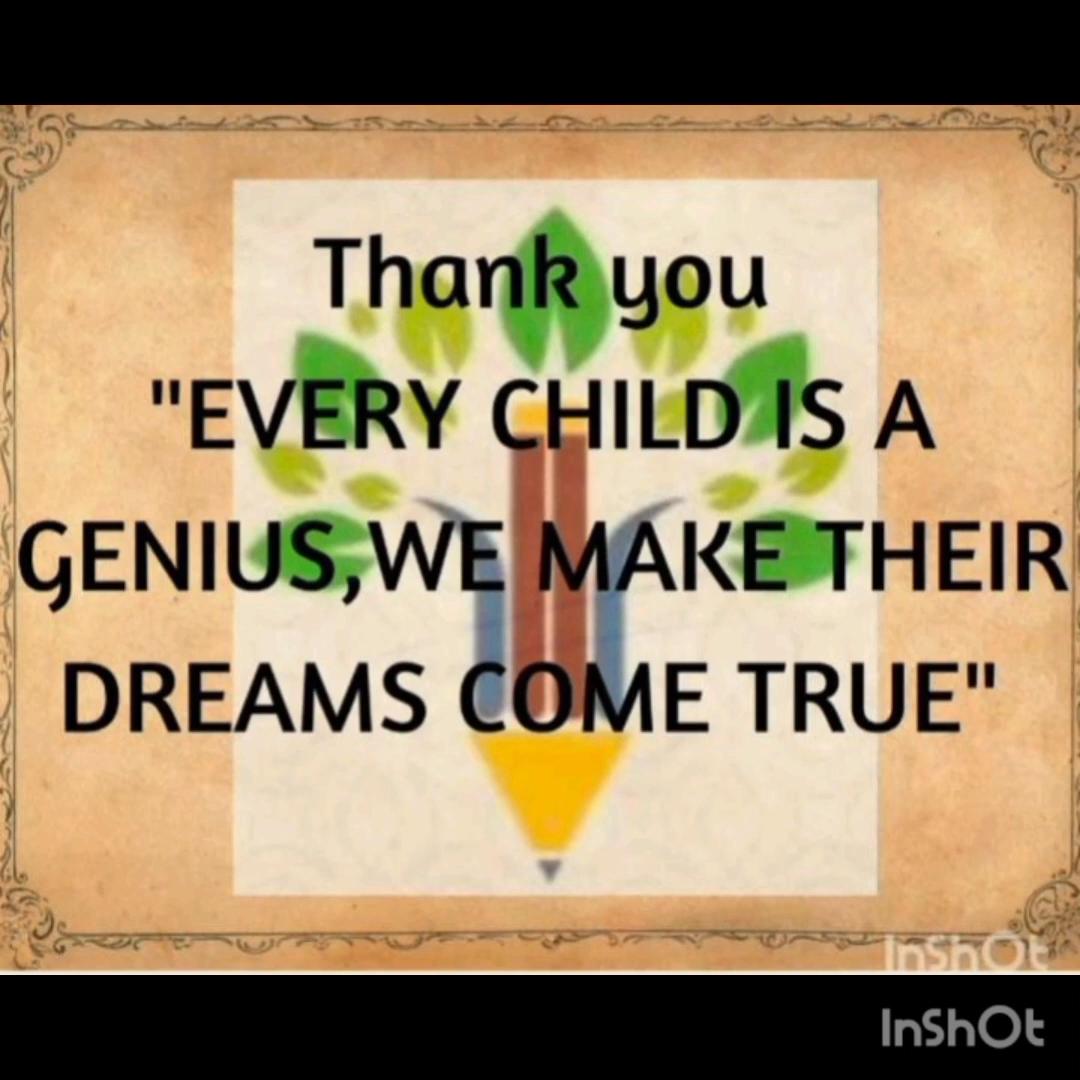 Thank you
"EVERY CHILD IS A
GENIUS,WE MAKE THEIR
DREAMS COME TRUE"
InShOt
InShOt